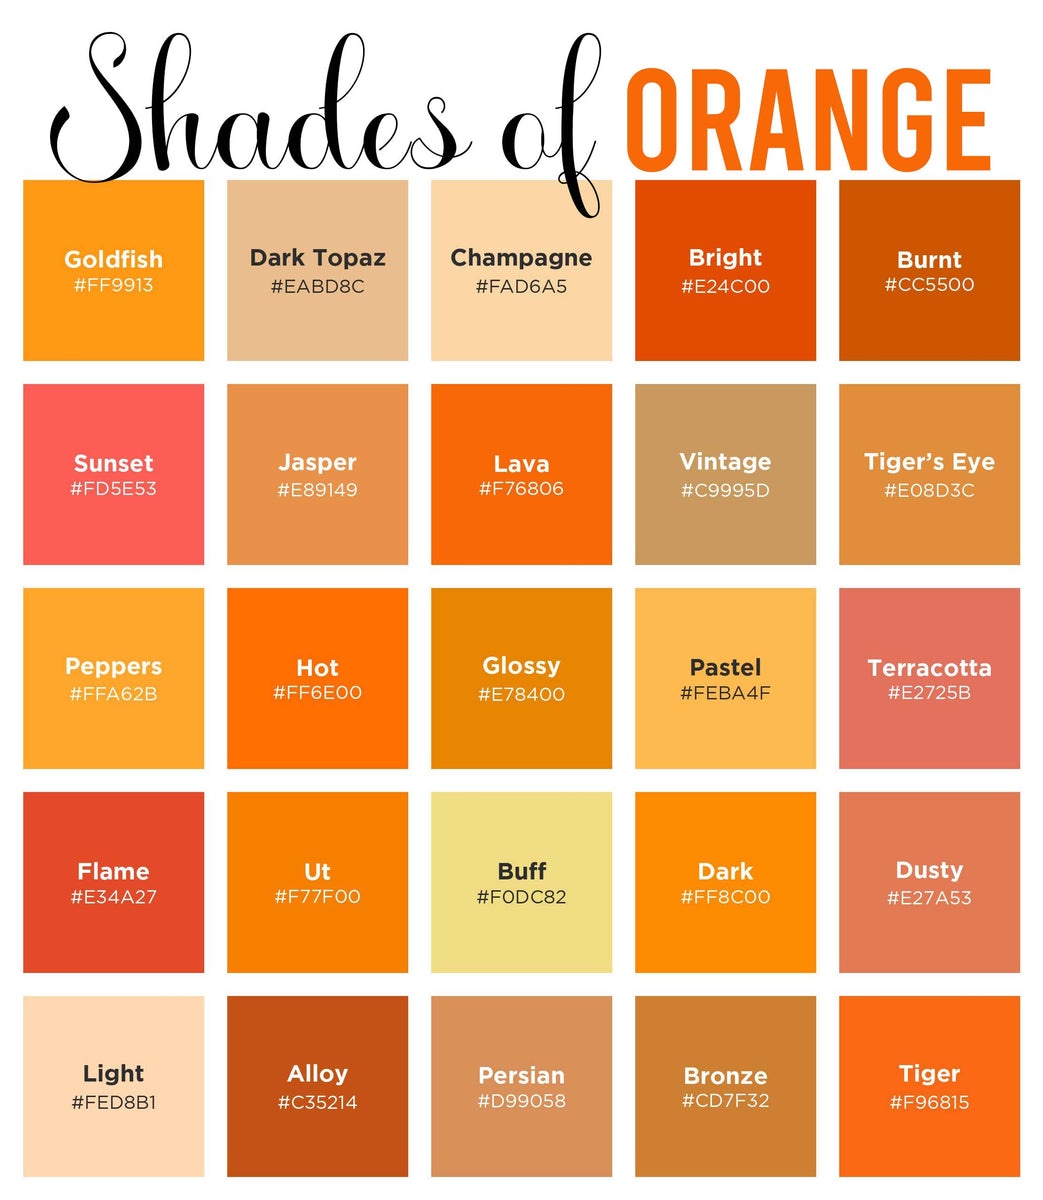 Shades of ORANGE
Goldfish
#FF9913
Dark Topaz
#EABD8C
Champagne
#FAD6A5
Bright
#E24C00
Burnt
#CC5500
Sunset
#FD5E53
Jasper
#E89149
Lava
#F76806
Vintage
#C9995D
Tiger’s Eye
#E08D3C
Peppers
#FFA62B
Hot
#FF6E00
Glossy
#E78400
Pastel
#FEBA4F
Terracotta
#E2725B
Flame
#E34A27
Ut
#F77F00
Buff
#F0DC82
Dark
#FF8C00
Dusty
#E27A53
Light
#FED8B1
Alloy
#C35214
Persian
#D99058
Bronze
#CD7F32
Tiger
#F96815